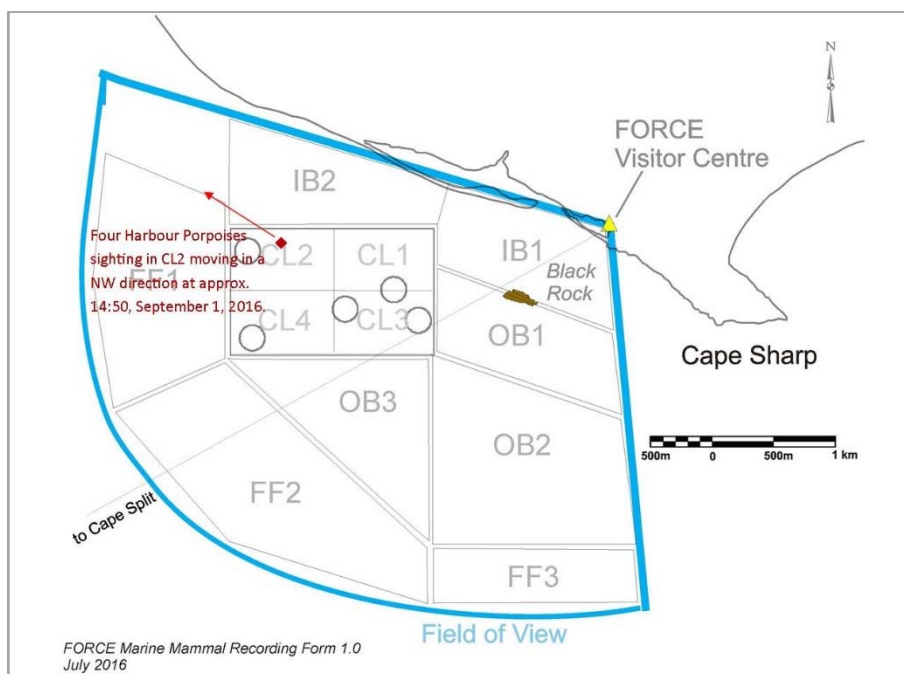 N
FORCE
Visitor Centre
IB2
Four Harbour Porpoises
sighting in CL2 moving in a
NW direction at approx.
14:50, September 1, 2016.
FF1
CL2
CL1
IB1
Black
Rock
CL4
CL3
OB1
Cape Sharp
OB3
OB2
500m
0
500m
1 km
FF2
to Cape Split
FF3
Field of View
FORCE Marine Mammal Recording Form 1.0
July 2016